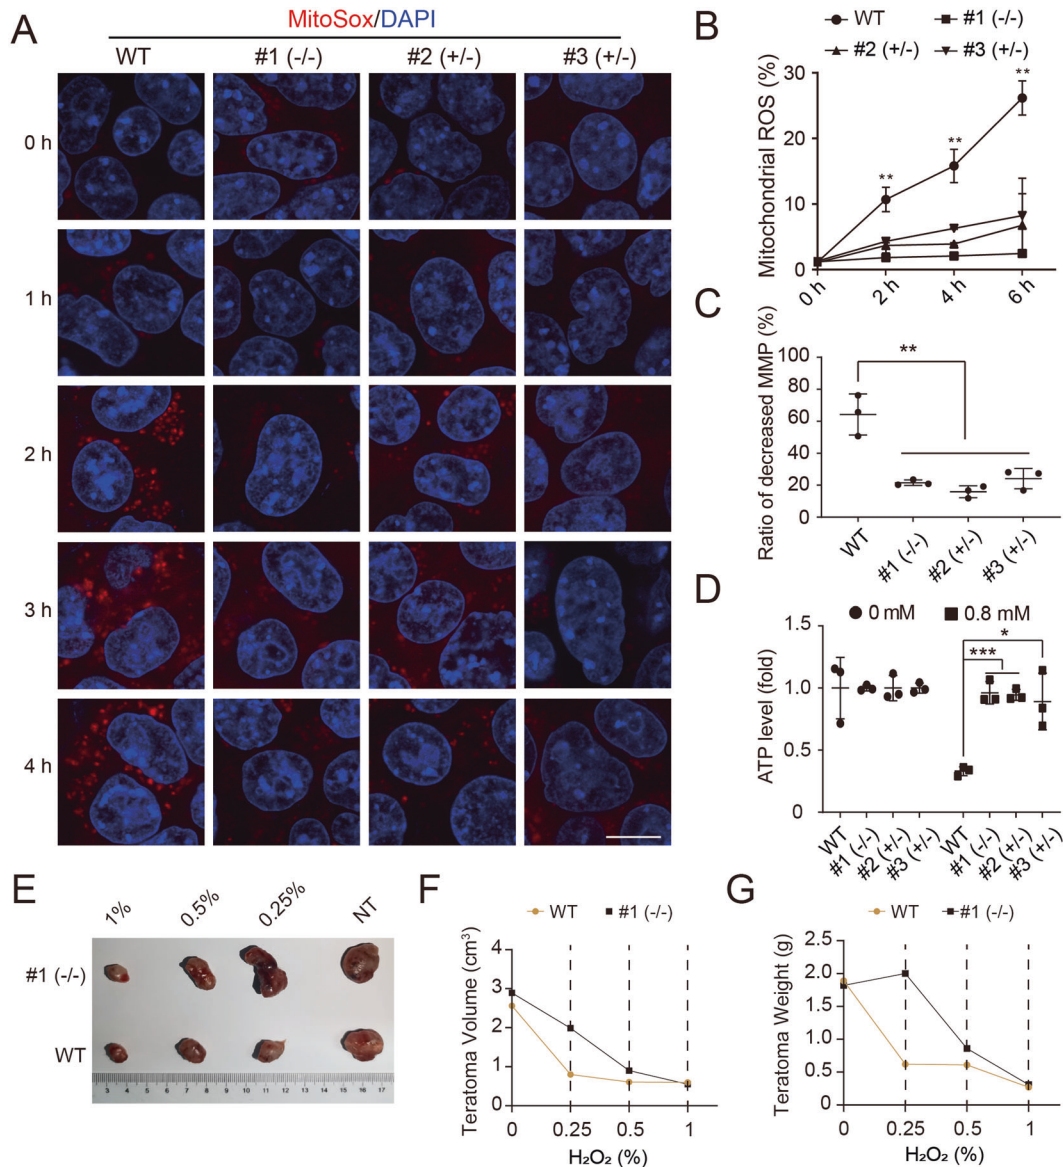 A
MitoSox/DAPI
WT #1 (-/-) #2 (+/-) #3 (+/-)
0 h
1 h
2 h
3 h
4 h
B
WT #1 (-/-)
#2 (+/-) #3 (+/-)
Mitochondrial ROS (%)
30
20
10
0
** ** **
0 h 2 h 4 h 6 h
C
Ratio of decreased MMP (%)
100
80
60
40
20
0
**
WT #1 (-/-) #2 (+/-) #3 (+/-)
D
0 mM 0.8 mM
ATP level (fold)
1.5
1.0
0.5
0
*
***
WT #1 (-/-) #2 (+/-) #3 (+/-) WT #1 (-/-) #2 (+/-) #3 (+/-)
E
1% 0.5% 0.25% NT
#1 (-/-)
WT
3 4 5 6 7 8 9 10 11 12 13 14 15 16 17
F
WT #1 (-/-)
Teratoma Volume (cm³)
4
3
2
1
0
0 0.25 0.5 1
H₂O₂ (%)
G
WT #1 (-/-)
Teratoma Weight (g)
2.5
2.0
1.5
1.0
0.5
0.0
0 0.25 0.5 1
H₂O₂ (%)